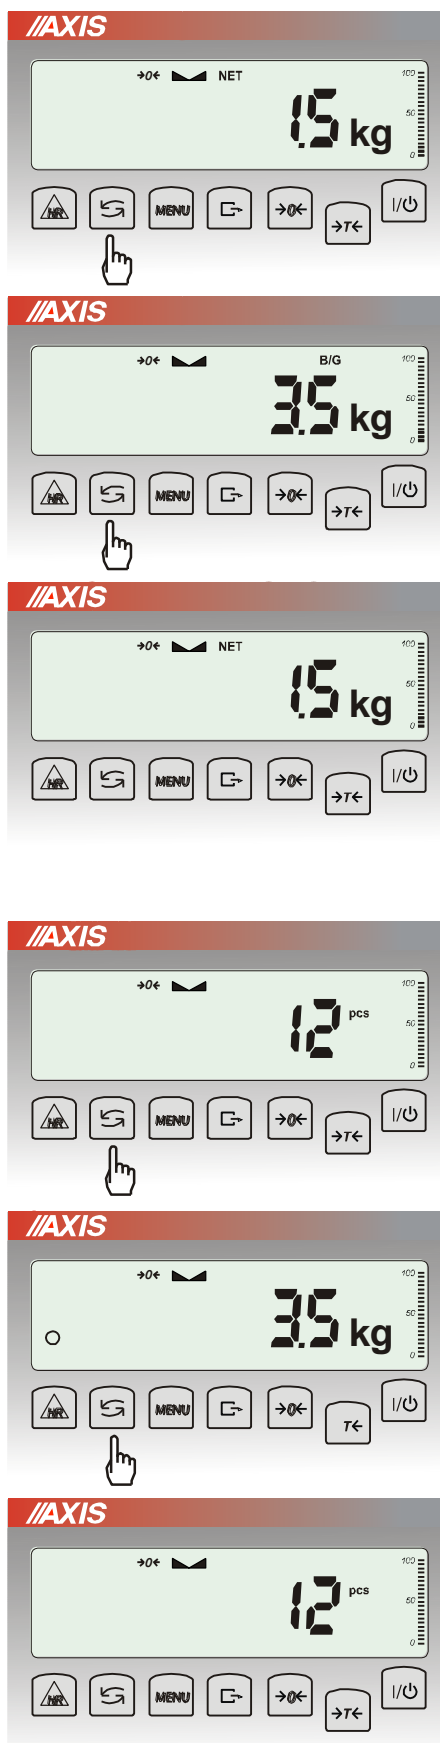 AXIS
→0← NET 100
1.5 kg 50
0
HR MENU →0← →T← I/⏻
AXIS
→0← B/G 100
3.5 kg 50
0
HR MENU →0← →T← I/⏻
AXIS
→0← NET 100
1.5 kg 50
0
HR MENU →0← →T← I/⏻
AXIS
→0← 100
12 pcs 50
0
HR MENU →0← →T← I/⏻
AXIS
→0← 100
3.5 kg 50
0
HR MENU →0← T← I/⏻
AXIS
→0← 100
12 pcs 50
0
HR MENU →0← →T← I/⏻